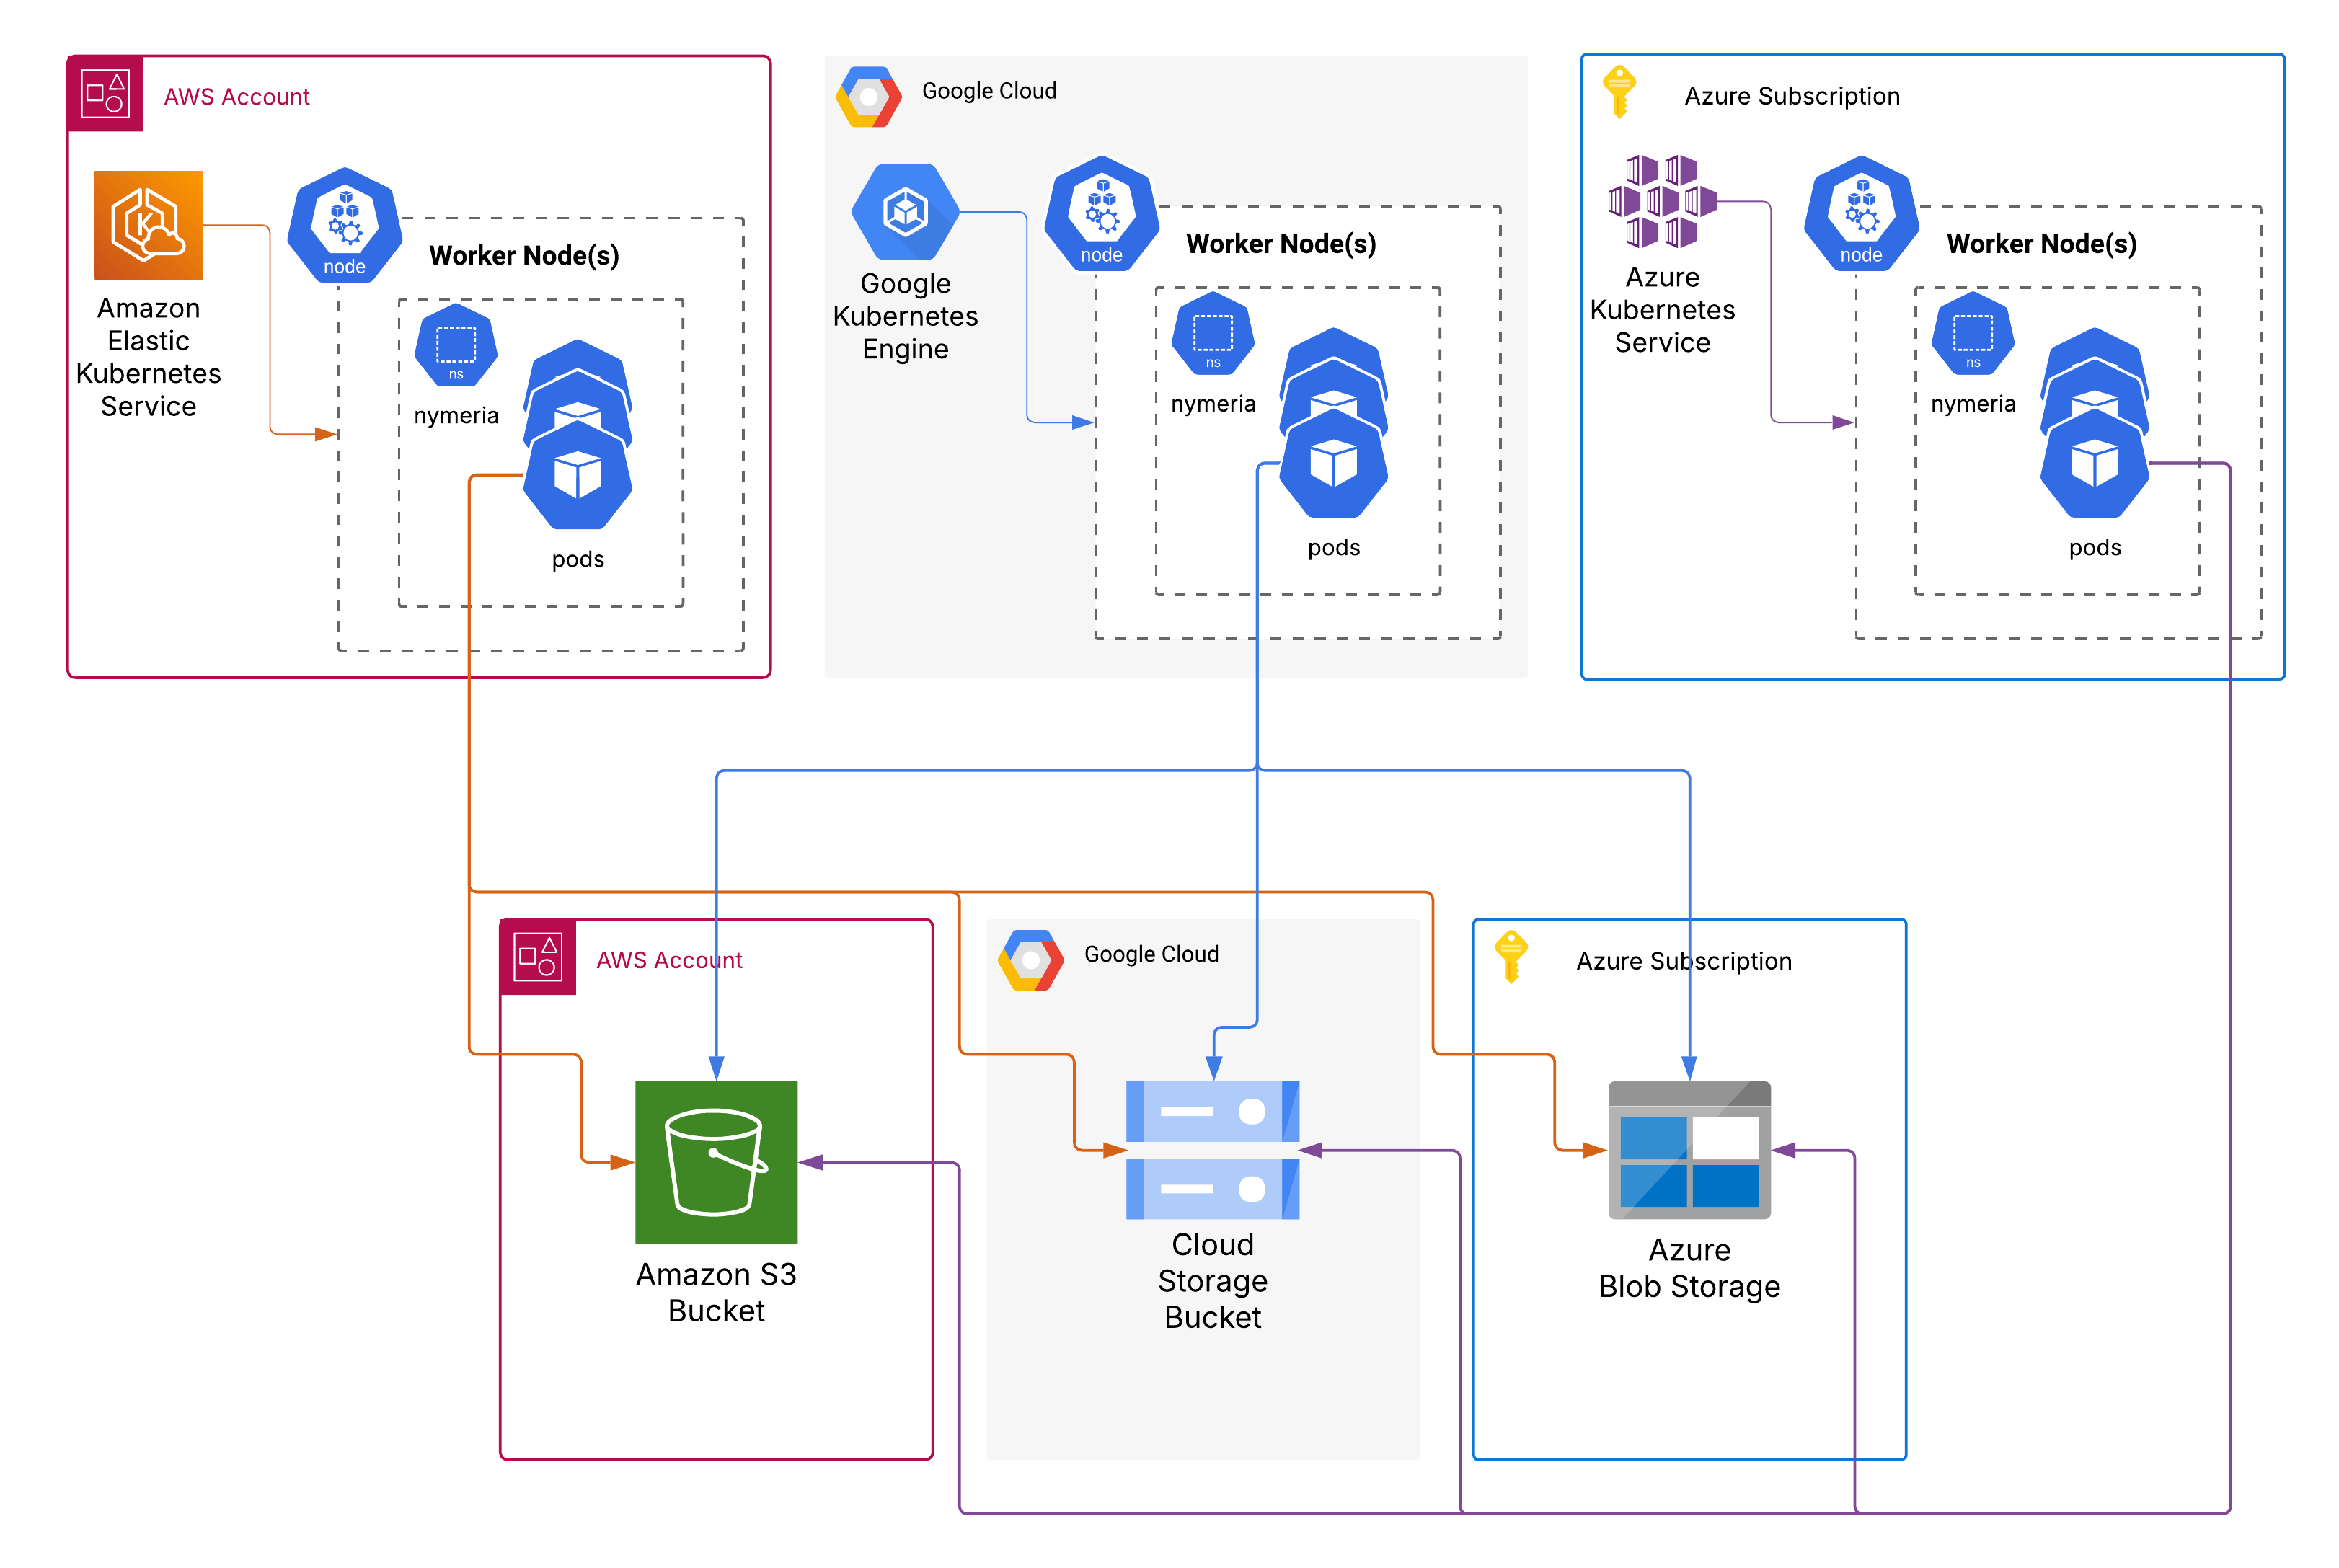 AWS Account
Amazon
Elastic
Kubernetes
Service
node
Worker Node(s)
ns
nymeria
pods
Google Cloud
Google
Kubernetes
Engine
node
Worker Node(s)
ns
nymeria
pods
Azure Subscription
Azure
Kubernetes
Service
node
Worker Node(s)
ns
nymeria
pods
AWS Account
Amazon S3
Bucket
Google Cloud
Cloud
Storage
Bucket
Azure Subscription
Azure
Blob Storage